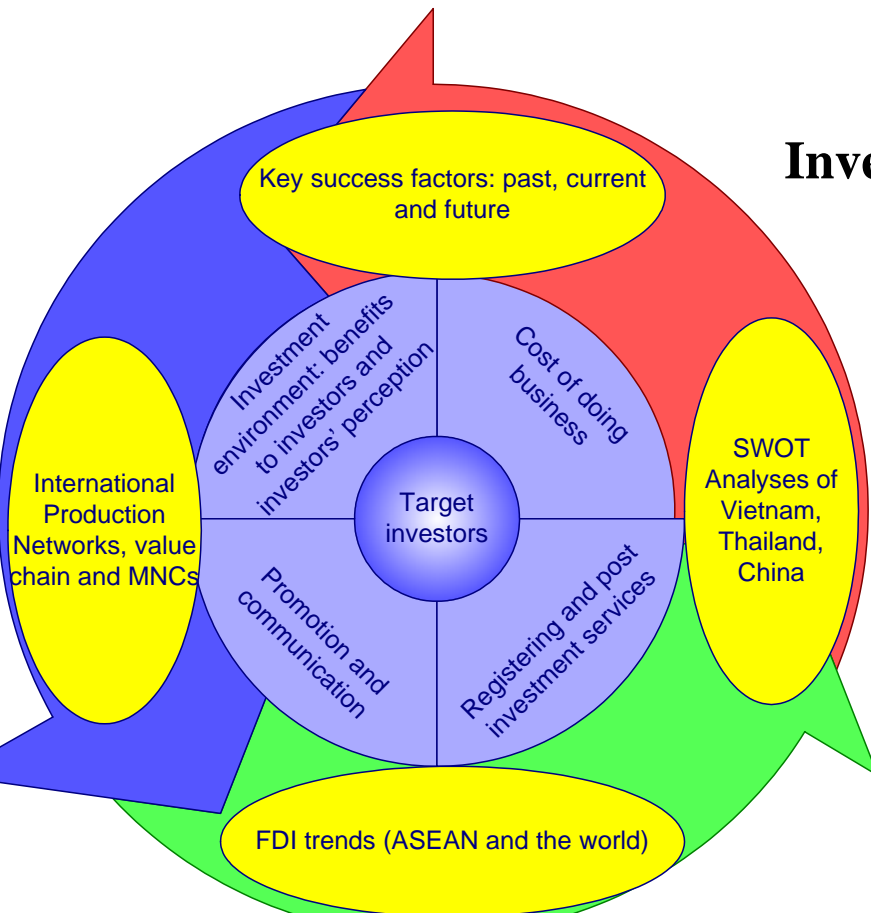 Inve
Key success factors: past, current
and future
Investment
environment: benefits
to investors and
investors’ perception
Cost of doing
business
SWOT
Analyses of
Vietnam,
Thailand,
China
International
Production
Networks, value
chain and MNCs
Target
investors
Promotion and
communication
Registering and post
investment services
FDI trends (ASEAN and the world)